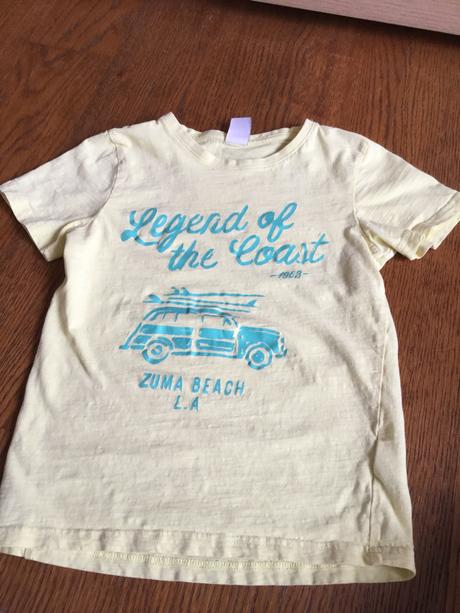 Legend of
the Coast
-1962-
ZUMA BEACH
L.A